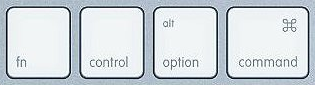 fn
control
alt
option
⌘
command